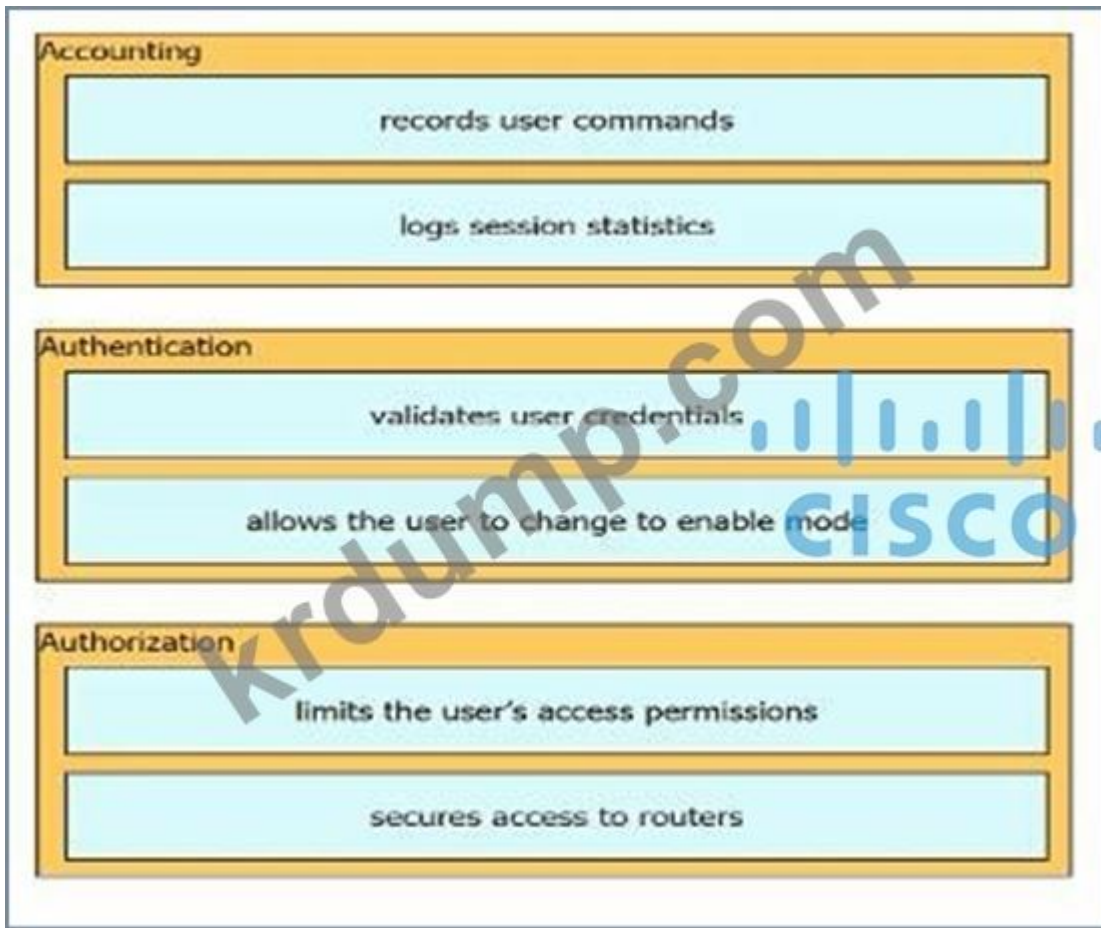 Accounting
records user commands
logs session statistics
Authentication
validates user credentials
allows the user to change to enable mode
CISCO
Authorization
limits the user's access permissions
secures access to routers
krdump.com